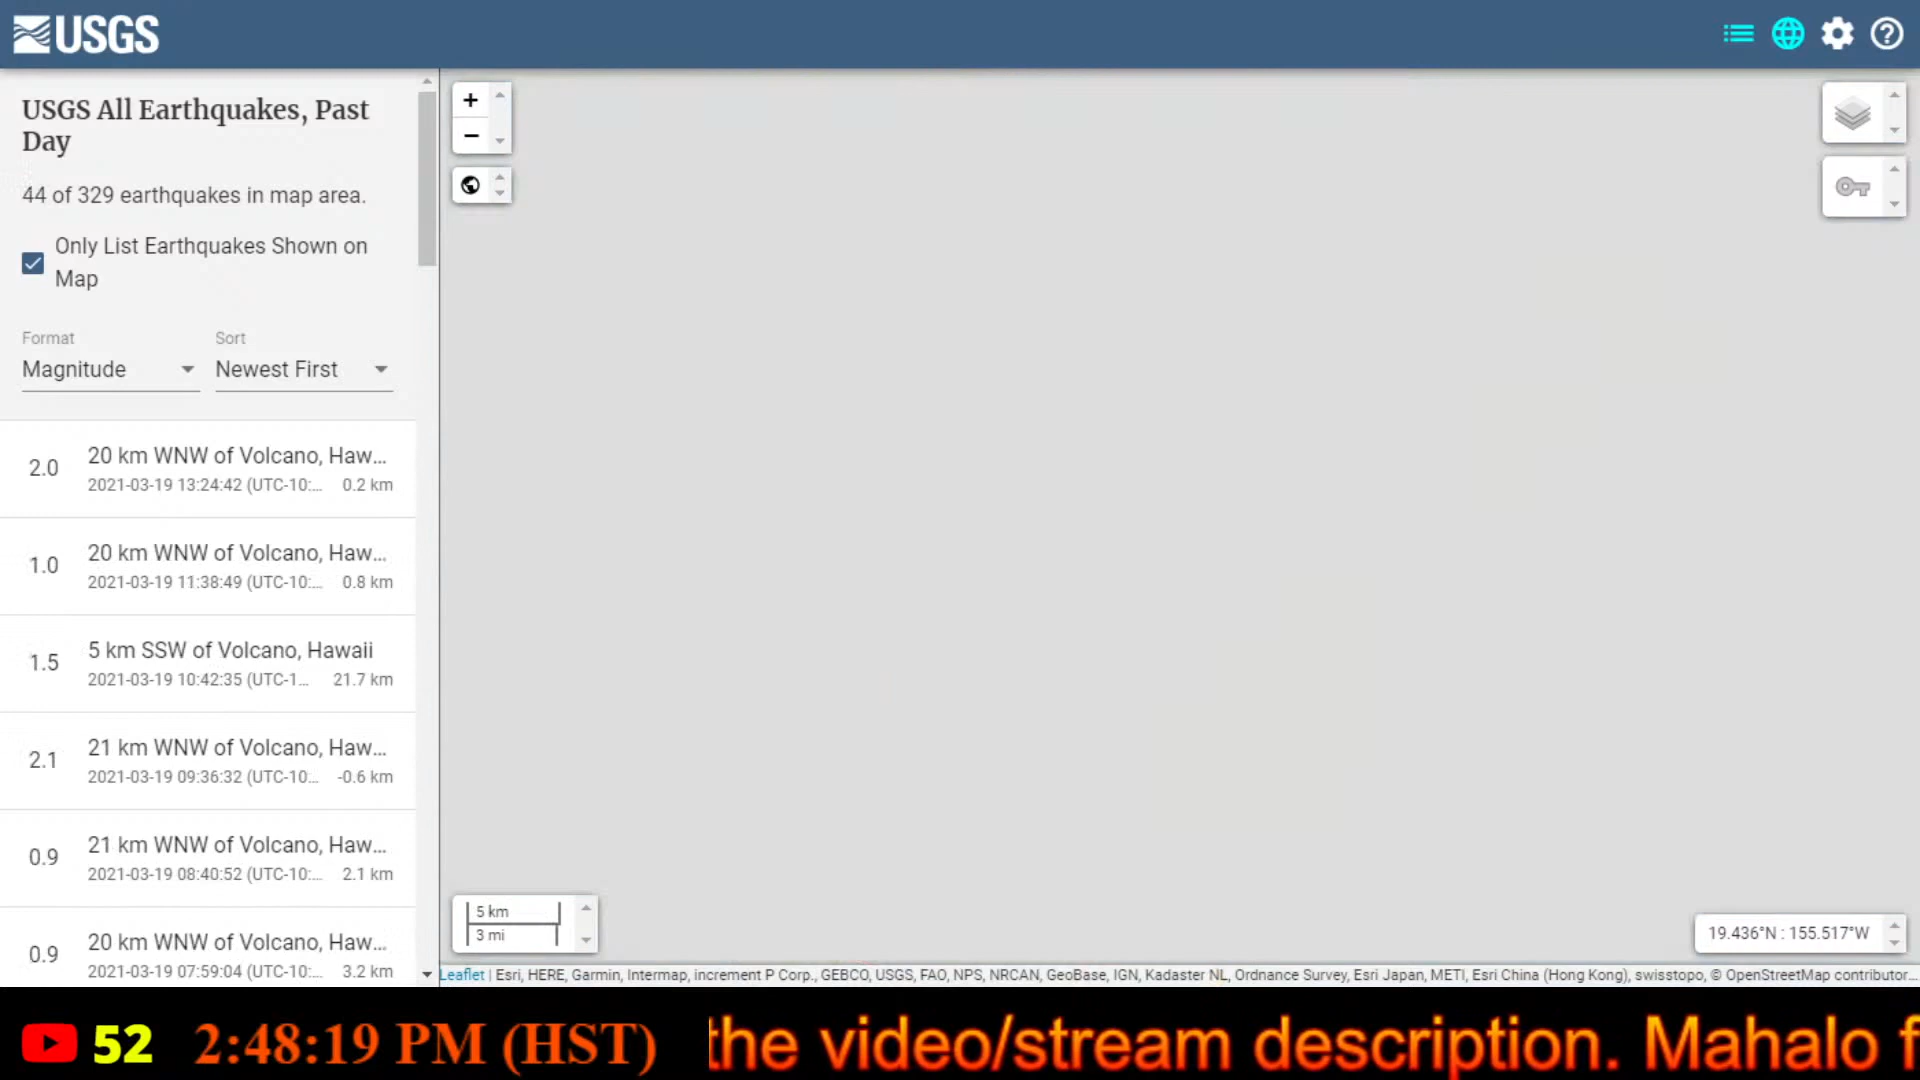 USGS
USGS All Earthquakes, Past
Day
44 of 329 earthquakes in map area.
Only List Earthquakes Shown on
Map
Format
Sort
Magnitude
Newest First
2.0
20 km WNW of Volcano, Haw...
2021-03-19 13:24:42 (UTC-10:...
0.2 km
1.0
20 km WNW of Volcano, Haw...
2021-03-19 11:38:49 (UTC-10:...
0.8 km
1.5
5 km SSW of Volcano, Hawaii
2021-03-19 10:42:35 (UTC-1...
21.7 km
2.1
21 km WNW of Volcano, Haw...
2021-03-19 09:36:32 (UTC-10:...
-0.6 km
0.9
21 km WNW of Volcano, Haw...
2021-03-19 08:40:52 (UTC-10:...
2.1 km
0.9
20 km WNW of Volcano, Haw...
2021-03-19 07:59:04 (UTC-10:...
3.2 km
+
−
5 km
3 mi
19.436°N : 155.517°W
Leaflet | Esri, HERE, Garmin, Intermap, increment P Corp., GEBCO, USGS, FAO, NPS, NRCAN, GeoBase, IGN, Kadaster NL, Ordnance Survey, Esri Japan, METI, Esri China (Hong Kong), swisstopo, © OpenStreetMap contributor...
52
2:48:19 PM (HST)
the video/stream description. Mahalo f